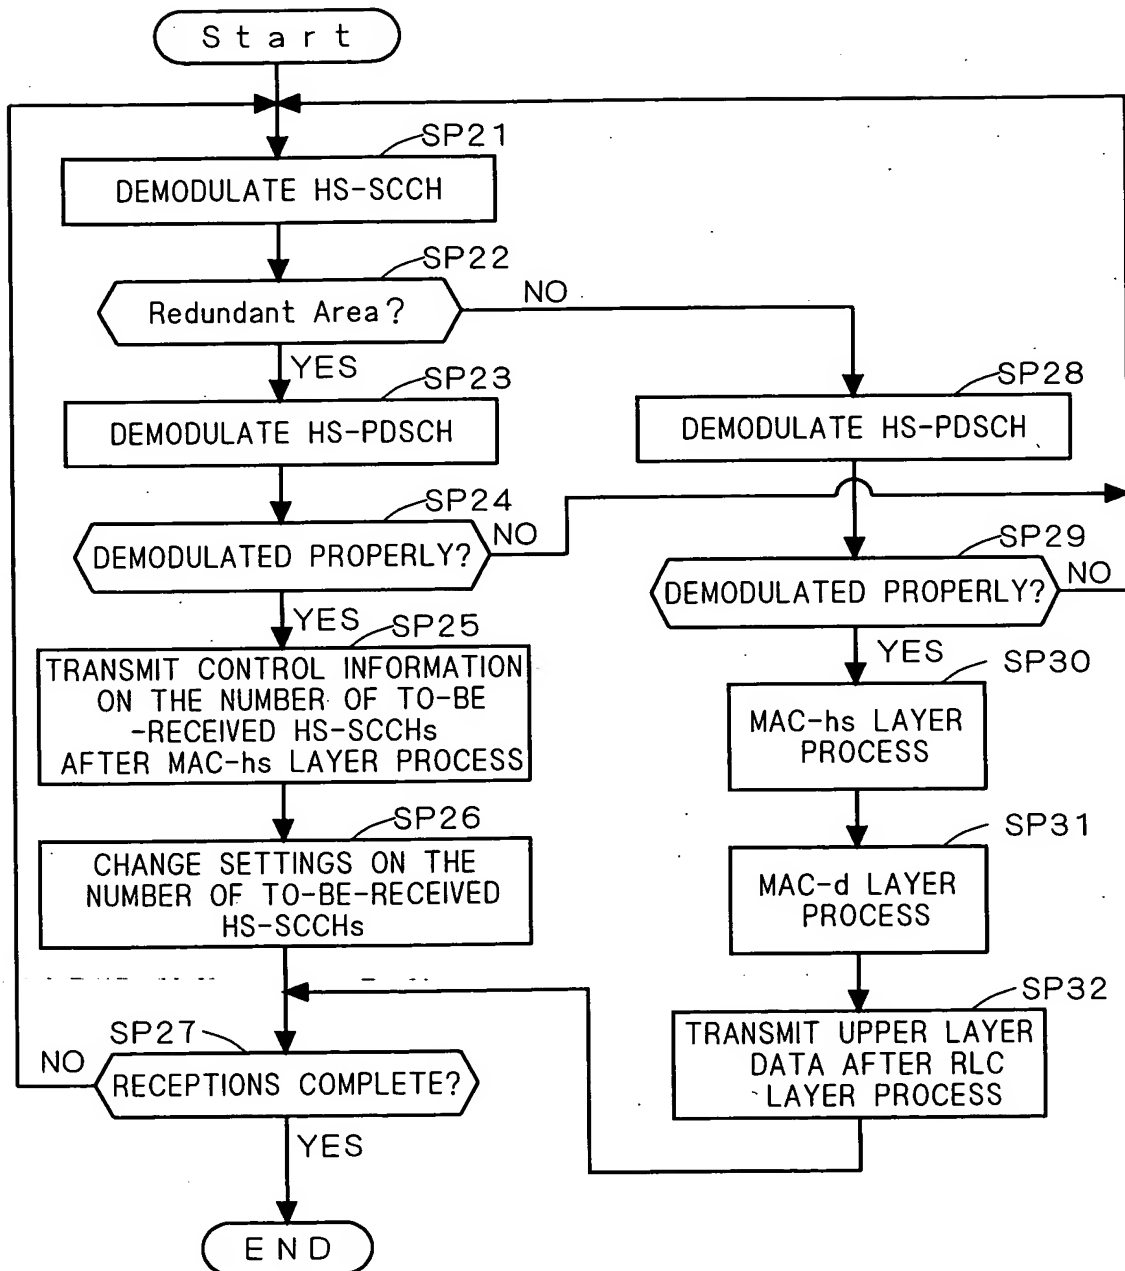 Start
SP21
DEMODULATE HS-SCCH
SP22
Redundant Area?
NO
YES
SP23
DEMODULATE HS-PDSCH
SP28
DEMODULATE HS-PDSCH
SP24
DEMODULATED PROPERLY?
NO
SP29
DEMODULATED PROPERLY?
NO
YES
SP25
TRANSMIT CONTROL INFORMATION
ON THE NUMBER OF TO-BE
-RECEIVED HS-SCCHs
AFTER MAC-hs LAYER PROCESS
YES
SP30
MAC-hs LAYER
PROCESS
SP26
CHANGE SETTINGS ON THE
NUMBER OF TO-BE-RECEIVED
HS-SCCHs
SP31
MAC-d LAYER
PROCESS
SP32
TRANSMIT UPPER LAYER
DATA AFTER RLC
LAYER PROCESS
SP27
NO
RECEPTIONS COMPLETE?
YES
END